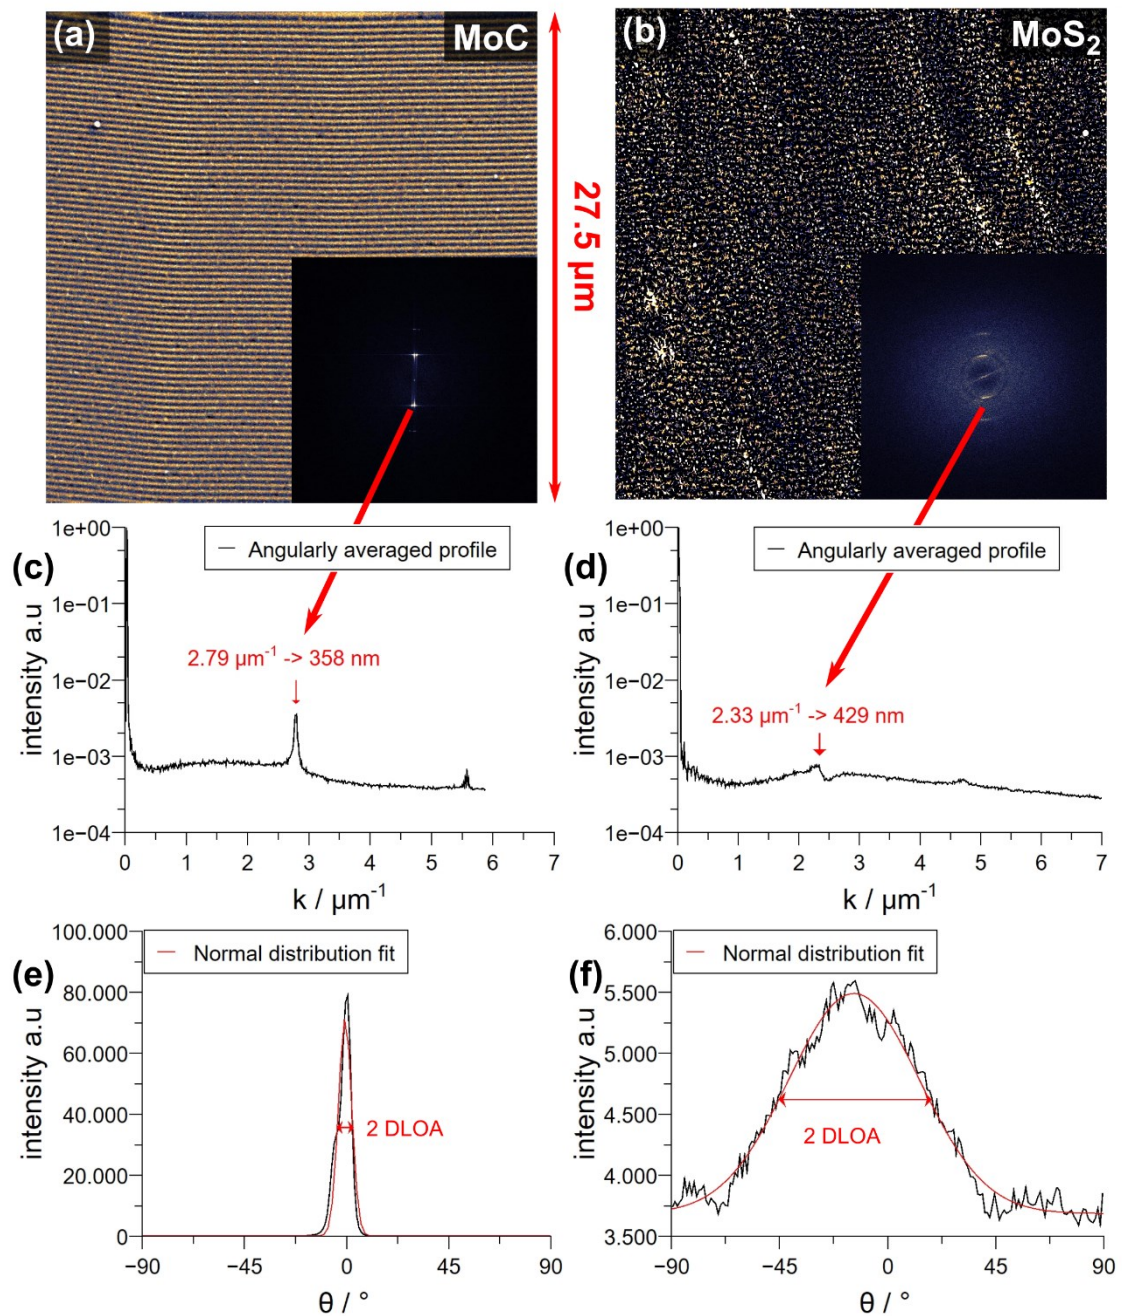 (a) MoC
(b) MoS₂
27.5 µm
(c)
1e+00
1e−01
1e−02
1e−03
1e−04
intensity a.u
Angularly averaged profile
2.79 µm⁻¹ -> 358 nm
0 1 2 3 4 5 6 7
k / µm⁻¹
(d)
1e+00
1e−01
1e−02
1e−03
1e−04
intensity a.u
Angularly averaged profile
2.33 µm⁻¹ -> 429 nm
0 1 2 3 4 5 6 7
k / µm⁻¹
(e)
100.000
80.000
60.000
40.000
20.000
0
intensity a.u
Normal distribution fit
2 DLOA
−90 −45 0 45 90
θ / °
(f)
6.000
5.500
5.000
4.500
4.000
3.500
intensity a.u
Normal distribution fit
2 DLOA
−90 −45 0 45 90
θ / °